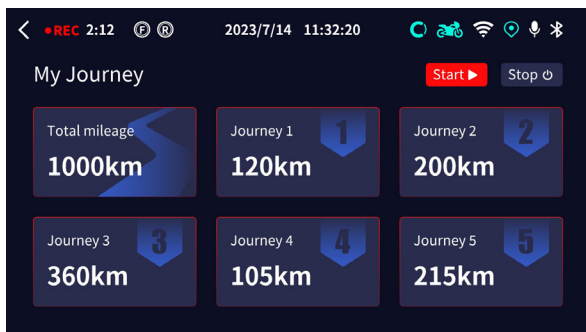 REC 2:12 F R 2023/7/14 11:32:20
My Journey Start Stop
Total mileage
1000km
Journey 1
120km
1
Journey 2
200km
2
Journey 3
360km
3
Journey 4
105km
4
Journey 5
215km
5